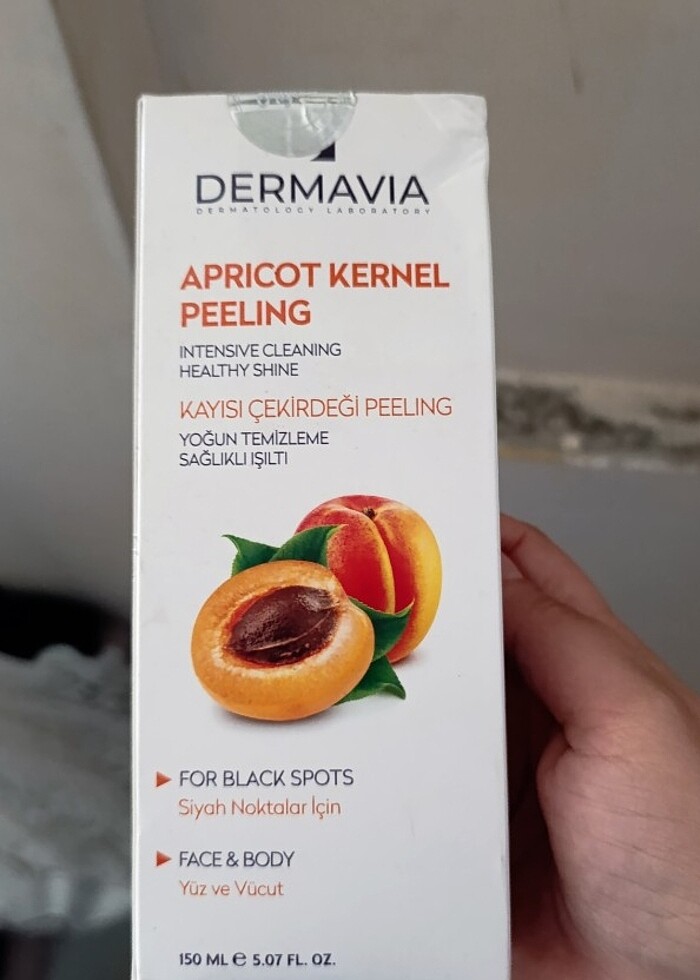 DERMAVIA
DERMATOLOGY LABORATORY
APRICOT KERNEL
PEELING
INTENSIVE CLEANING
HEALTHY SHINE
KAYISI ÇEKİRDEĞİ PEELING
YOĞUN TEMİZLEME
SAĞLIKLI IŞILTI
FOR BLACK SPOTS
Siyah Noktalar İçin
FACE & BODY
Yüz ve Vücut
150 ML ℮ 5.07 FL. OZ.